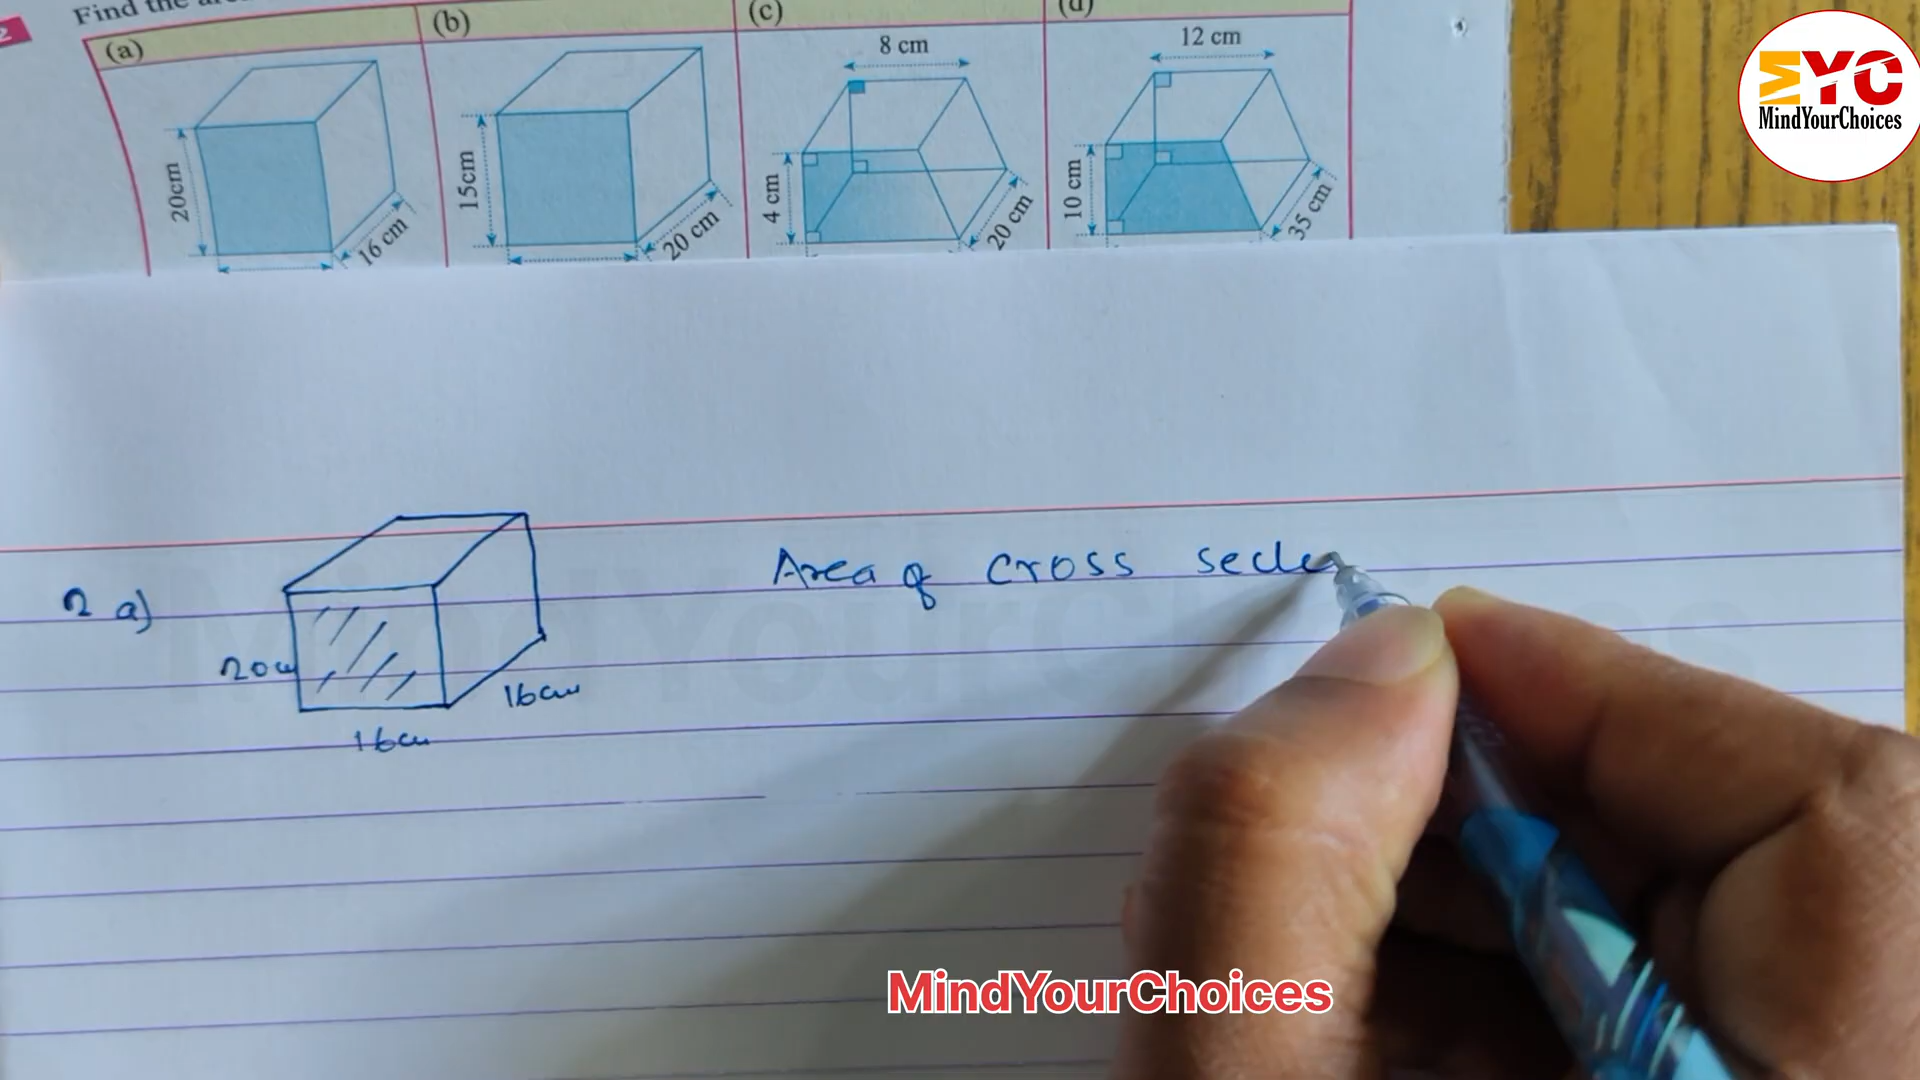 Find the
(a)
(b)
(c)
(d)
20cm
16 cm
15cm
20 cm
8 cm
4 cm
20 cm
12 cm
10 cm
35 cm
MYC
MindYourChoices
2 a)
20cm
16cm
16cm
Area of cross
MindYourChoices